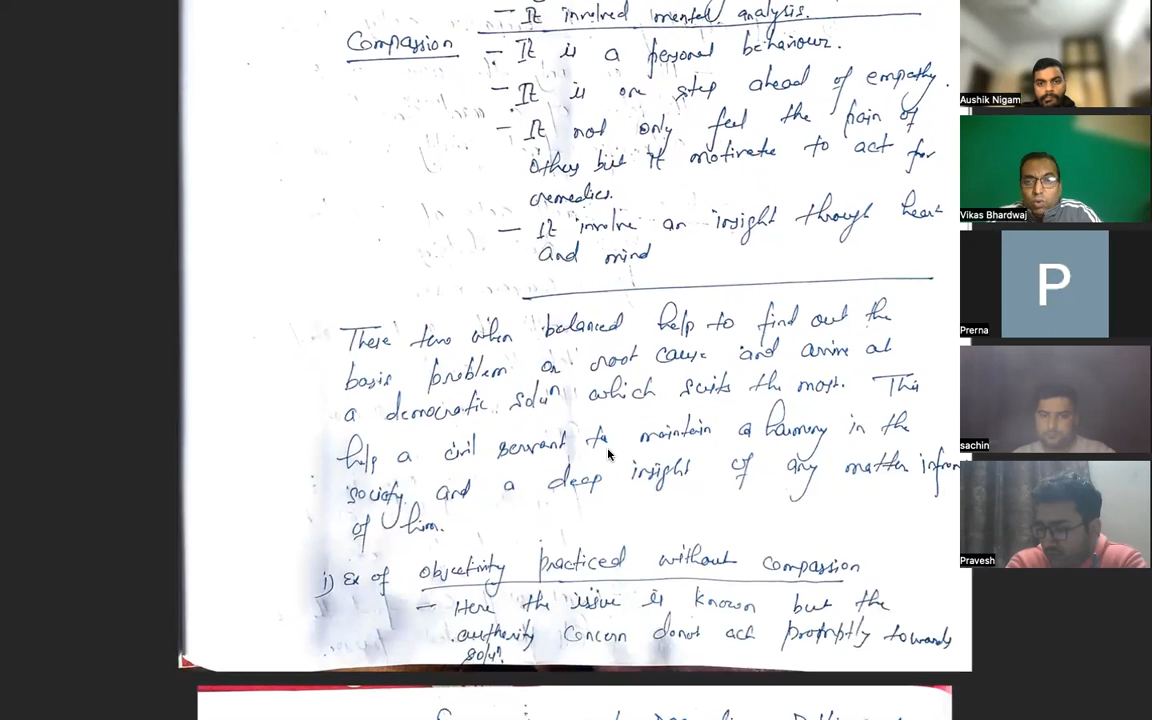 - It involved mental analysis.
Compassion - It is a personal behaviour.
- It is on step ahead of empathy.
- It not only feel the pain of
others but it motivate to act for
remedies.
- It involve an insight through heart
and mind
These two when balanced help to find out the
basis problem or root cause and arrive at
a democratic solun which suits the most. This
help a civil servant to maintain a harmony in the
society and a deep insight of any matter infron
of him.
i) Ex of objectivity practiced without compassion
- Here the issue is known but the
authority concern donot act promptly towards
solun.
Aushik Nigam
Vikas Bhardwaj
P
Prerna
sachin
Pravesh